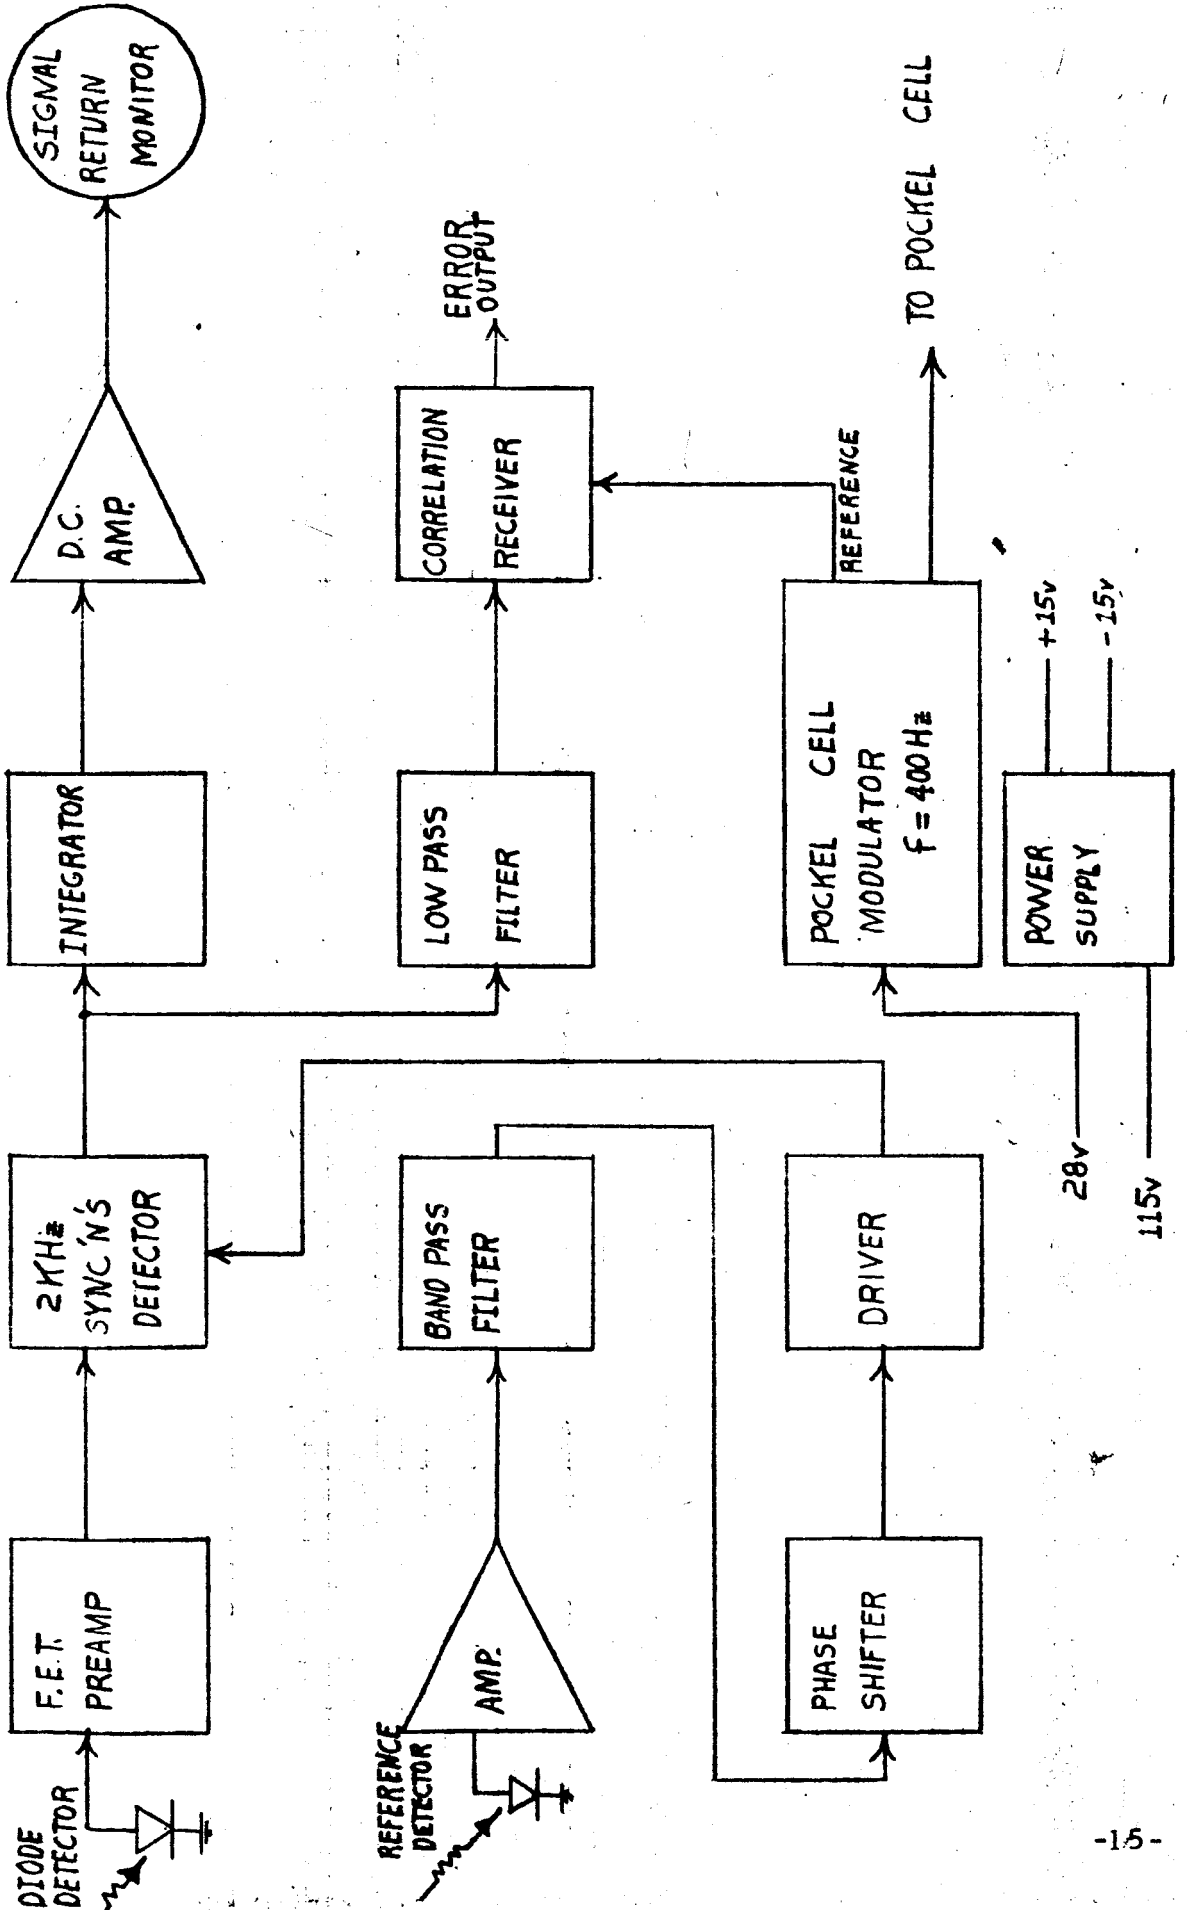 DIODE
DETECTOR
F.E.T.
PREAMP
2KHz
SYNC'N'S
DETECTOR
INTEGRATOR
D.C.
AMP.
SIGNAL
RETURN
MONITOR
REFERENCE
DETECTOR
AMP.
BAND PASS
FILTER
LOW PASS
FILTER
CORRELATION
RECEIVER
ERROR
OUTPUT
PHASE
SHIFTER
DRIVER
POCKEL CELL
MODULATOR
f = 400Hz
REFERENCE
TO POCKEL CELL
28v
115v
POWER
SUPPLY
+15v
-15v
-15-